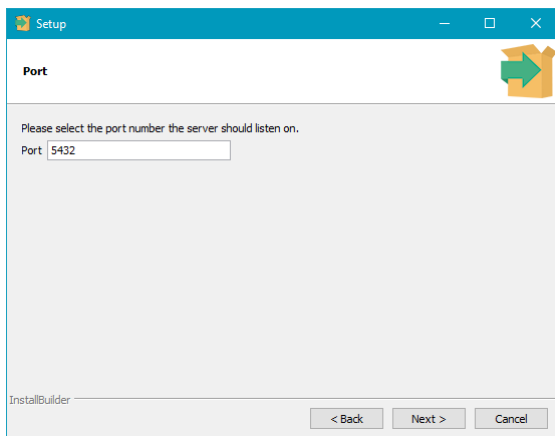 Setup
Port
Please select the port number the server should listen on.
Port 5432
InstallBuilder
< Back Next > Cancel